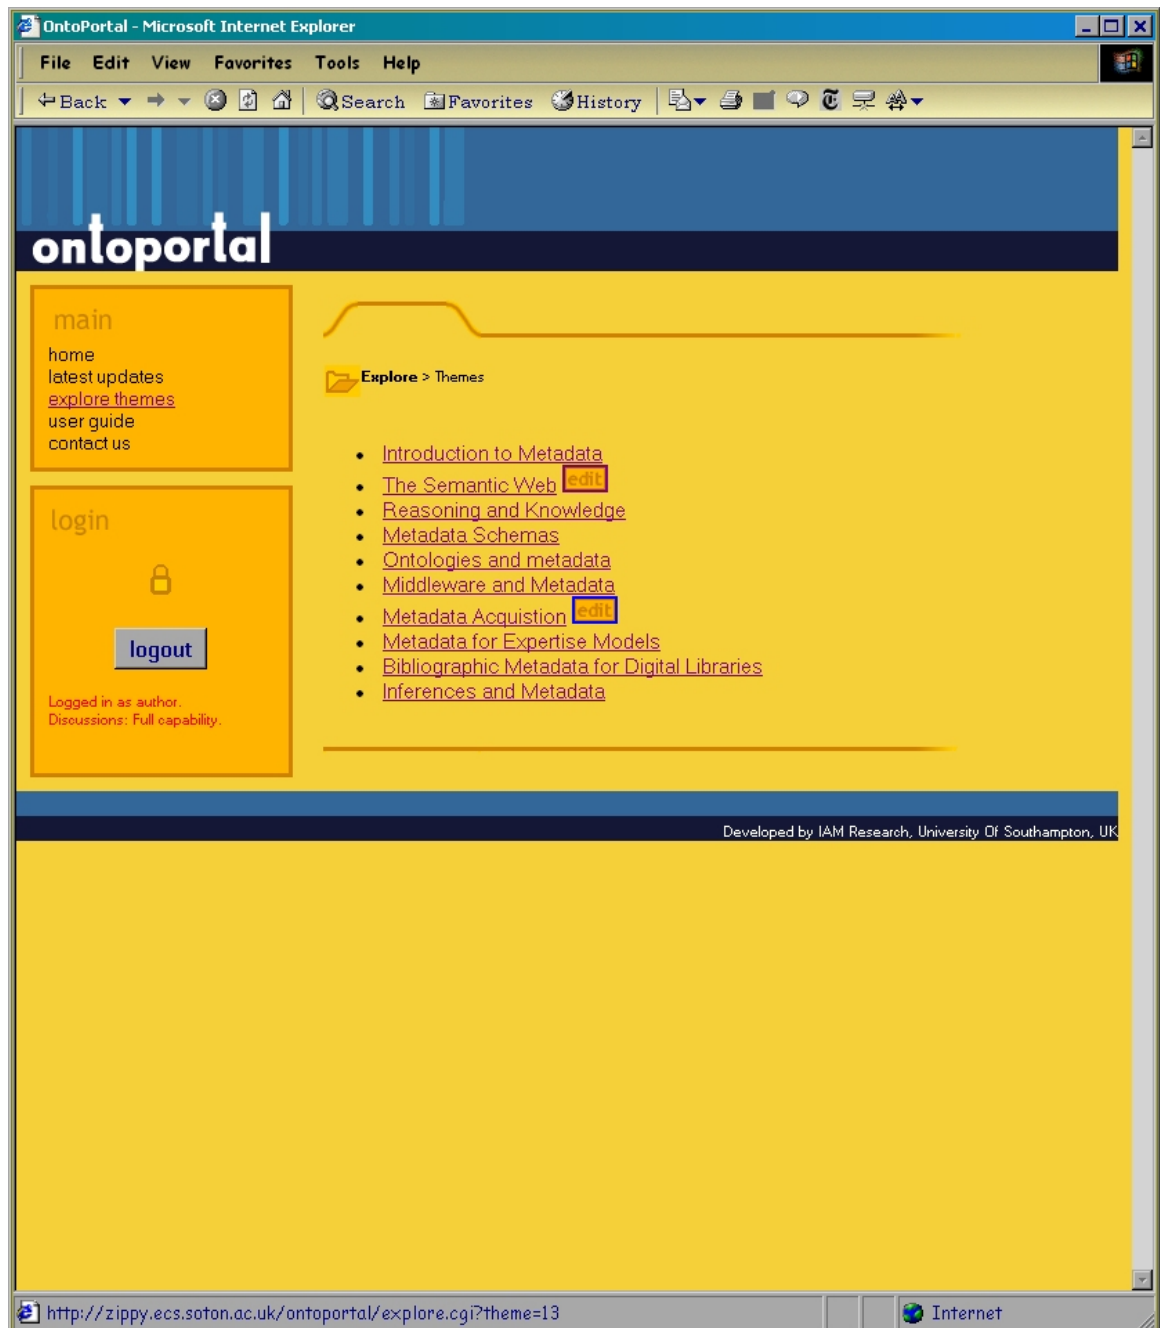 OntoPortal - Microsoft Internet Explorer
File Edit View Favorites Tools Help
Back Search Favorites History
ontoportal
main
home
latest updates
explore themes
user guide
contact us
login
logout
Logged in as author.
Discussions: Full capability.
Explore > Themes
Introduction to Metadata
The Semantic Web edit
Reasoning and Knowledge
Metadata Schemas
Ontologies and metadata
Middleware and Metadata
Metadata Acquistion edit
Metadata for Expertise Models
Bibliographic Metadata for Digital Libraries
Inferences and Metadata
Developed by IAM Research, University Of Southampton, UK
http://zippy.ecs.soton.ac.uk/ontoportal/explore.cgi?theme=13
Internet